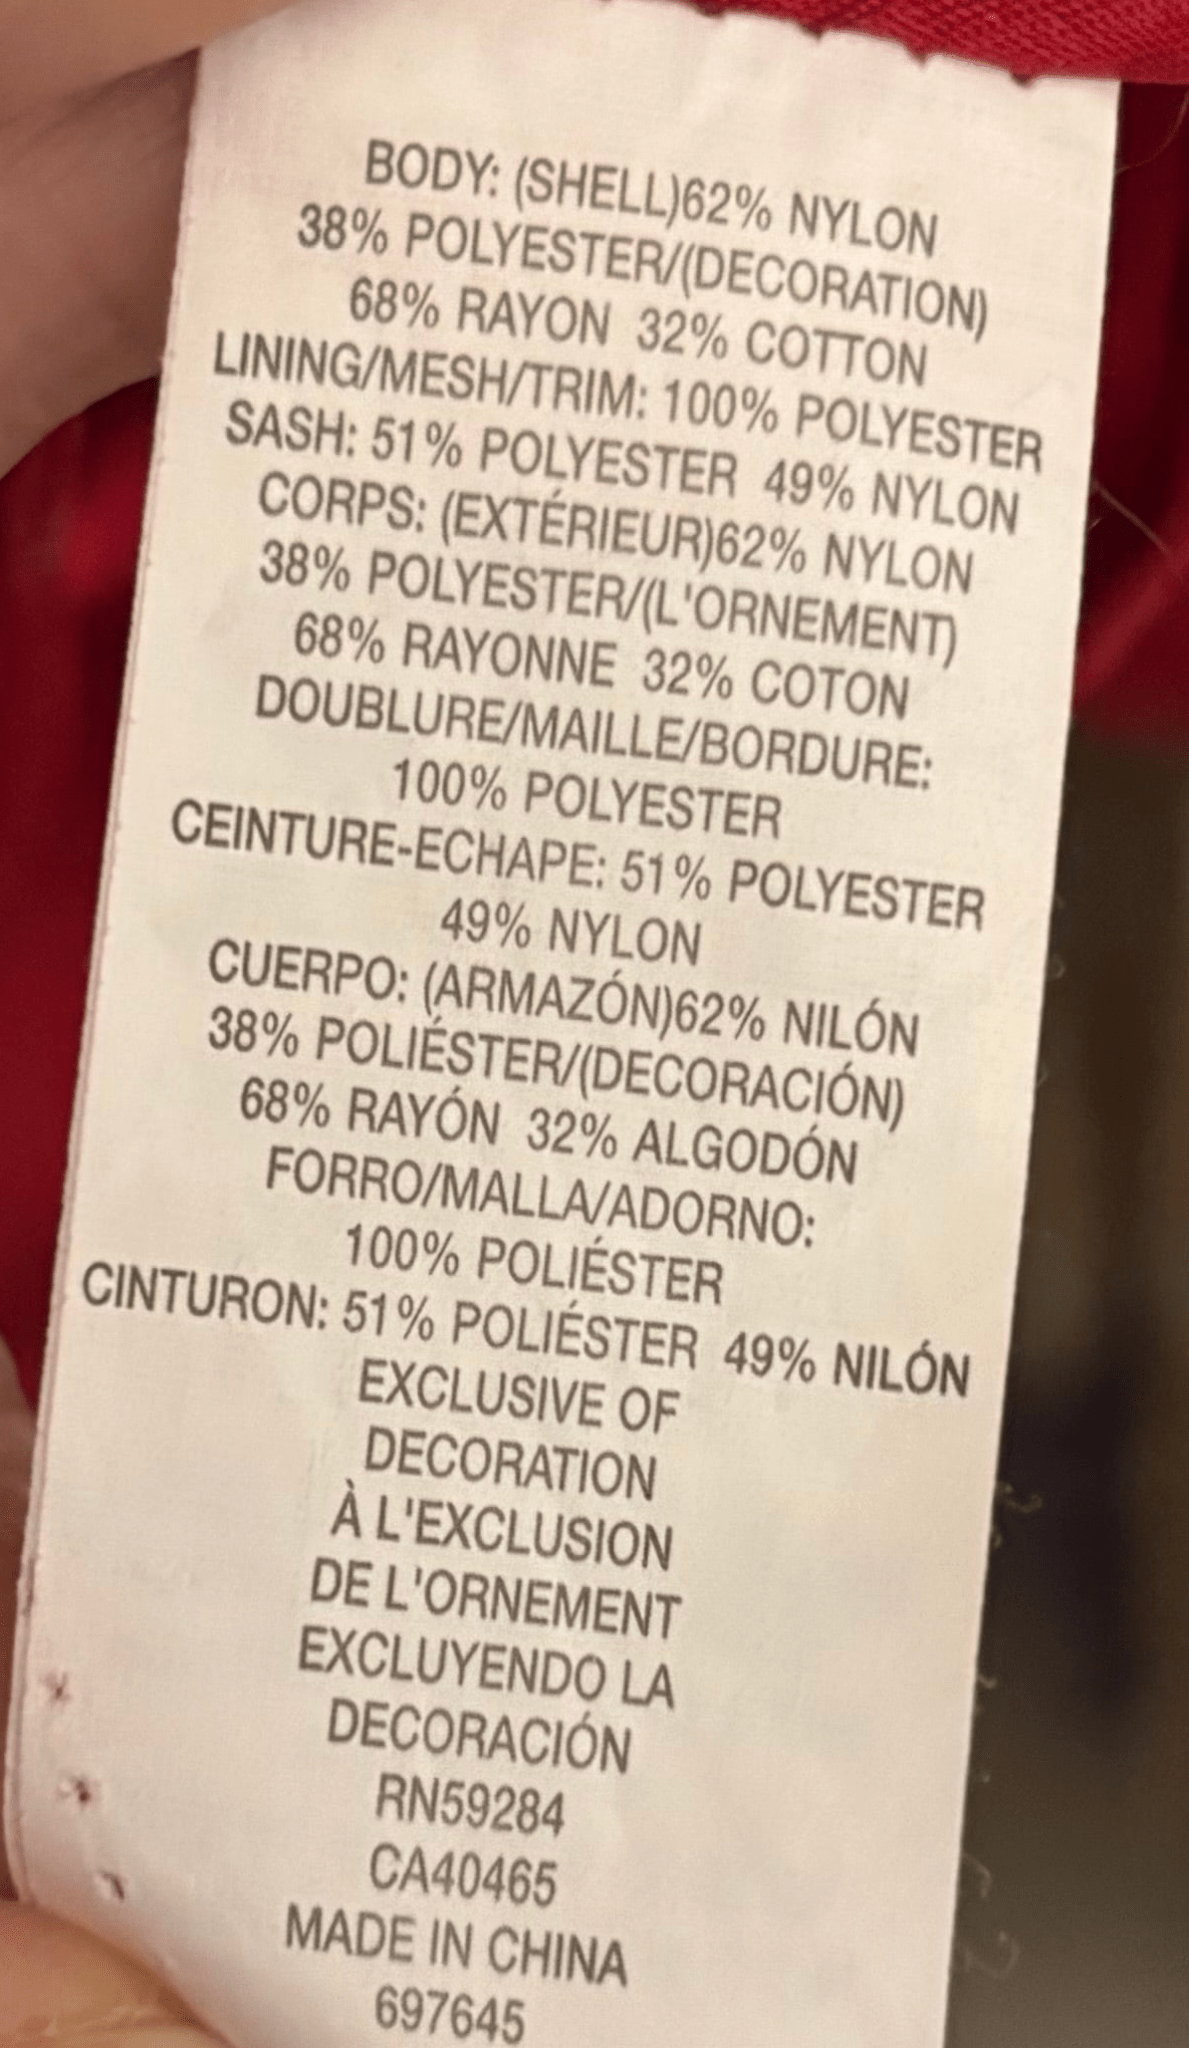 BODY: (SHELL)62% NYLON
38% POLYESTER/(DECORATION)
68% RAYON 32% COTTON
LINING/MESH/TRIM: 100% POLYESTER
SASH: 51% POLYESTER 49% NYLON
CORPS: (EXTÉRIEUR)62% NYLON
38% POLYESTER/(L'ORNEMENT)
68% RAYONNE 32% COTON
DOUBLURE/MAILLE/BORDURE:
100% POLYESTER
CEINTURE-ECHAPE: 51% POLYESTER
49% NYLON
CUERPO: (ARMAZÓN)62% NILÓN
38% POLIÉSTER/(DECORACIÓN)
68% RAYÓN 32% ALGODÓN
FORRO/MALLA/ADORNO:
100% POLIÉSTER
CINTURON: 51% POLIÉSTER 49% NILÓN
EXCLUSIVE OF
DECORATION
À L'EXCLUSION
DE L'ORNEMENT
EXCLUYENDO LA
DECORACIÓN
RN59284
CA40465
MADE IN CHINA
697645